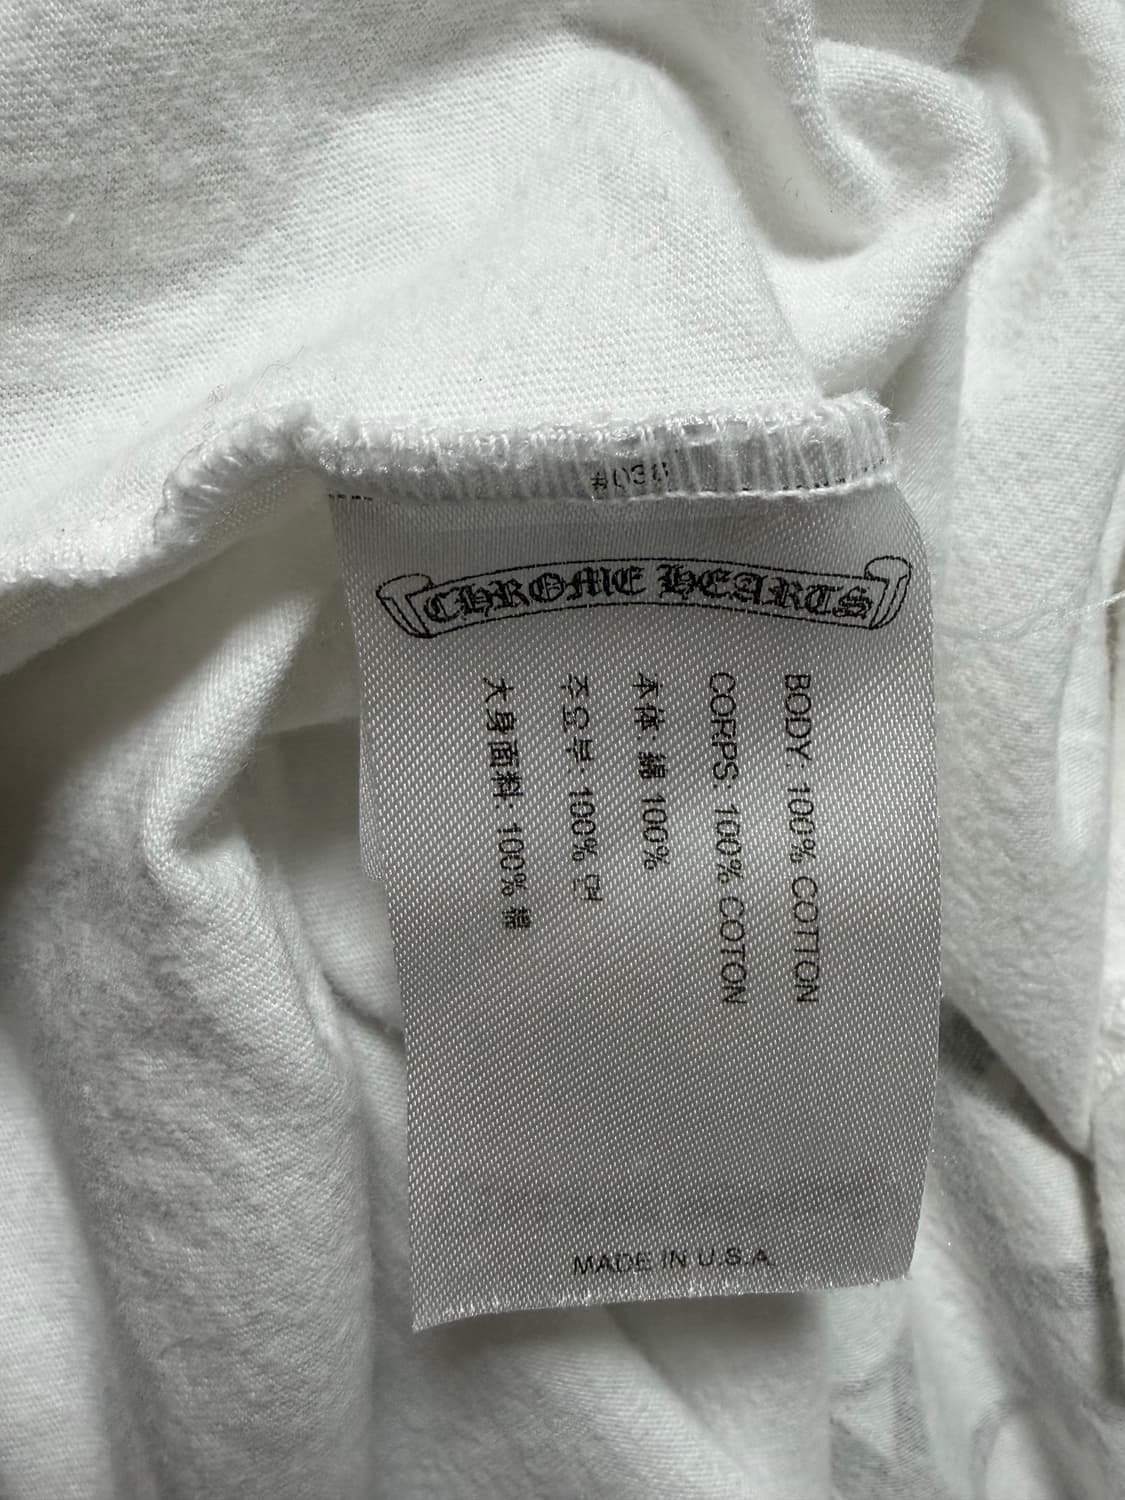 #038
CHROME HEARTS
BODY: 100% COTTON
CORPS: 100% COTON
本体 綿 100%
주요부: 100% 면
大身面料: 100% 棉
MADE IN U.S.A.